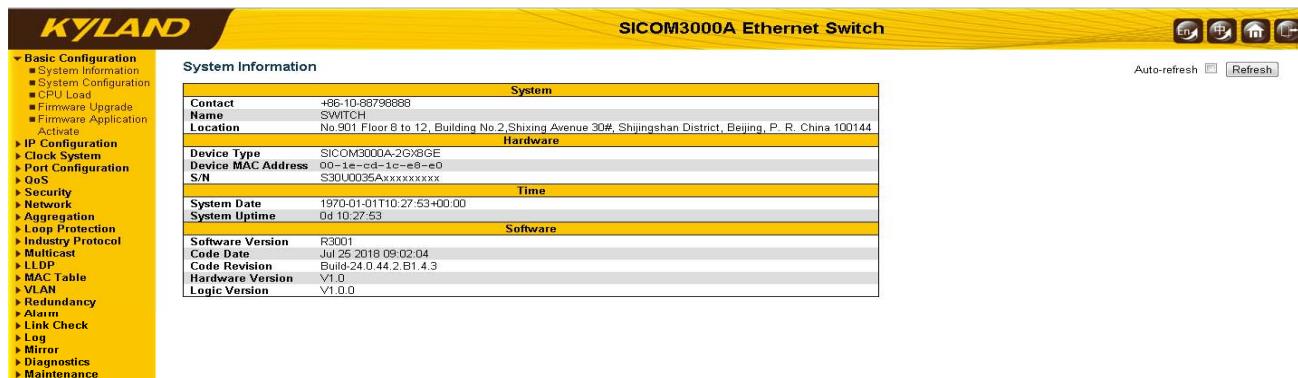 KYLAND
SICOM3000A Ethernet Switch
En
中
Basic Configuration
System Information
System Configuration
CPU Load
Firmware Upgrade
Firmware Application
Activate
IP Configuration
Clock System
Port Configuration
QoS
Security
Network
Aggregation
Loop Protection
Industry Protocol
Multicast
LLDP
MAC Table
VLAN
Redundancy
Alarm
Link Check
Log
Mirror
Diagnostics
Maintenance
System Information
Auto-refresh Refresh
System
Contact +86-10-88798888
Name SWITCH
Location No.901 Floor 8 to 12, Building No.2,Shixing Avenue 30#, Shijingshan District, Beijing, P. R. China 100144
Hardware
Device Type SICOM3000A-2GX8GE
Device MAC Address 00-1e-cd-1c-e8-e0
S/N S30U0035Axxxxxxxxx
Time
System Date 1970-01-01T10:27:53+00:00
System Uptime 0d 10:27:53
Software
Software Version R3001
Code Date Jul 25 2018 09:02:04
Code Revision Build-24.0.44.2.B1.4.3
Hardware Version V1.0
Logic Version V1.0.0